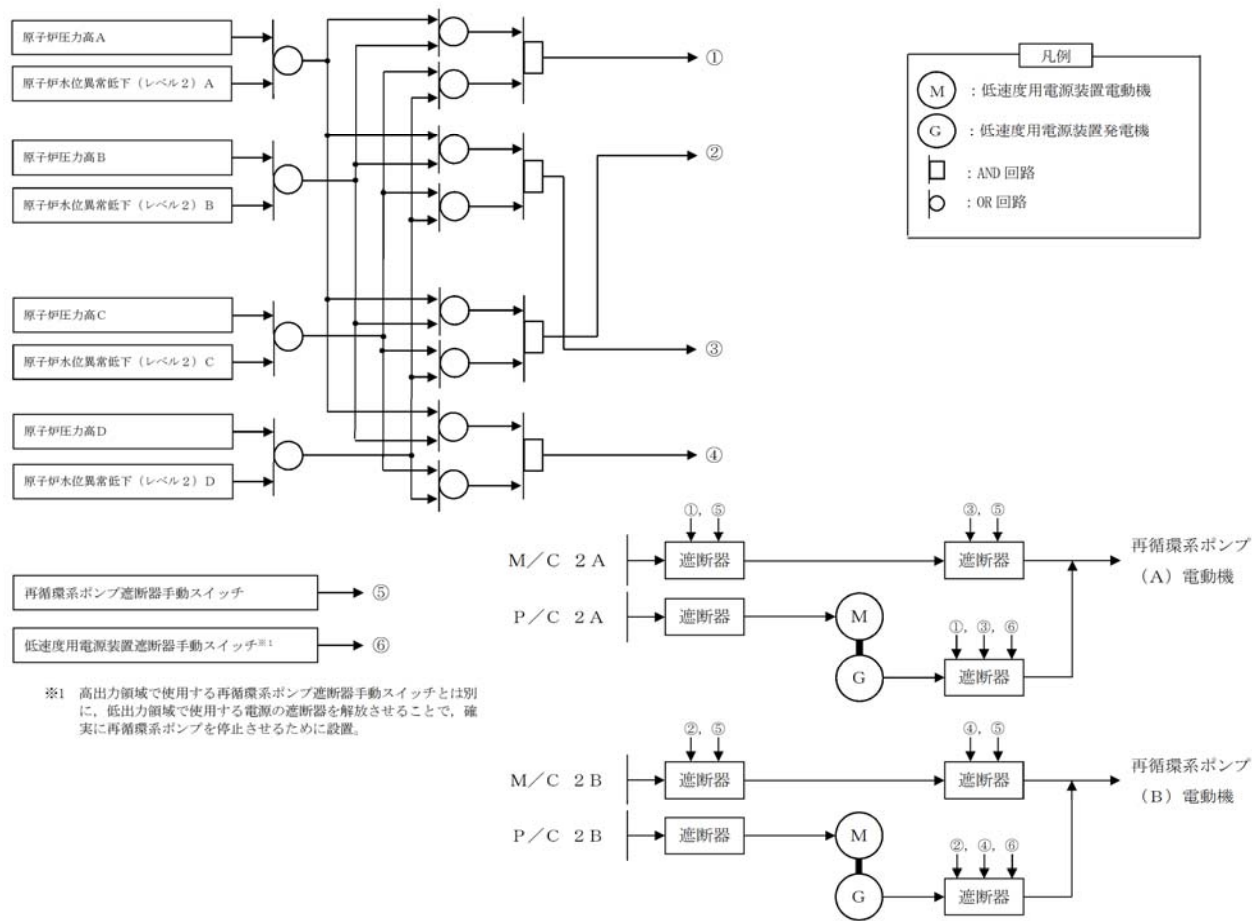 原子炉圧力高A
原子炉水位異常低下（レベル２）A
原子炉圧力高B
原子炉水位異常低下（レベル２）B
原子炉圧力高C
原子炉水位異常低下（レベル２）C
原子炉圧力高D
原子炉水位異常低下（レベル２）D
①
②
③
④
凡例
M ：低速度用電源装置電動機
G ：低速度用電源装置発電機
：AND 回路
：OR 回路
再循環系ポンプ遮断器手動スイッチ ⑤
低速度用電源装置遮断器手動スイッチ※1 ⑥
※1 高出力領域で使用する再循環系ポンプ遮断器手動スイッチとは別
に，低出力領域で使用する電源の遮断器を解放させることで，確
実に再循環系ポンプを停止させるために設置。
①，⑤ ③，⑤
M／C 2A 遮断器 遮断器 再循環系ポンプ
（A）電動機
P／C 2A 遮断器 M
①，③，⑥
G 遮断器
②，⑤ ④，⑤
M／C 2B 遮断器 遮断器 再循環系ポンプ
（B）電動機
P／C 2B 遮断器 M
②，④，⑥
G 遮断器